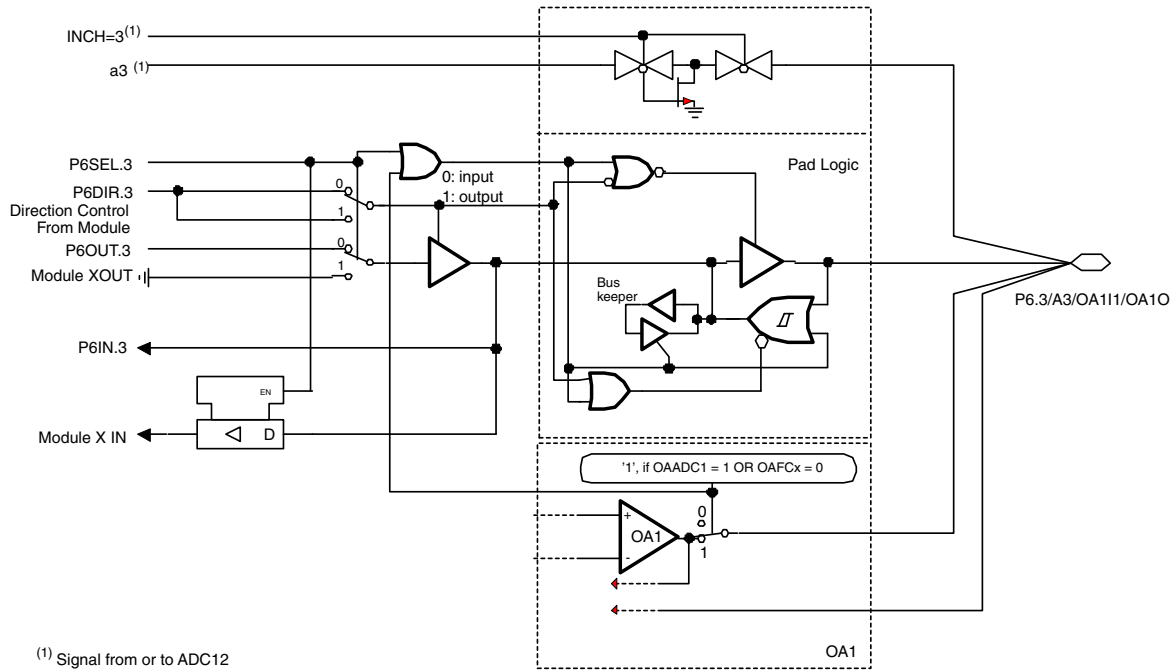 INCH=3(1)
a3 (1)
P6SEL.3
0: input
1: output
Pad Logic
P6DIR.3
0
Direction Control
From Module
1
P6OUT.3
0
Module XOUT
1
Bus
keeper
P6.3/A3/OA1I1/OA1O
P6IN.3
EN
Module X IN
D
'1', if OAADC1 = 1 OR OAFCx = 0
0
+
OA1
-
1
OA1
(1) Signal from or to ADC12